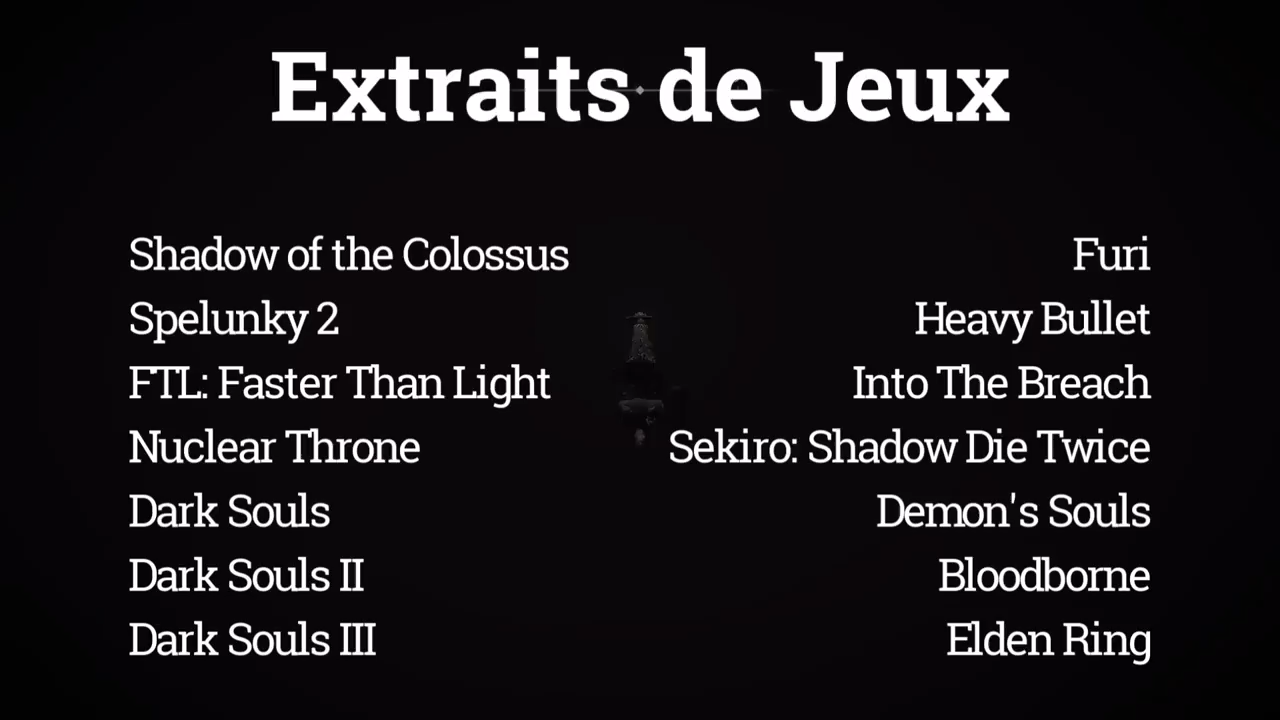 Extraits de Jeux
Shadow of the Colossus
Spelunky 2
FTL: Faster Than Light
Nuclear Throne
Dark Souls
Dark Souls II
Dark Souls III
Furi
Heavy Bullet
Into The Breach
Sekiro: Shadow Die Twice
Demon's Souls
Bloodborne
Elden Ring